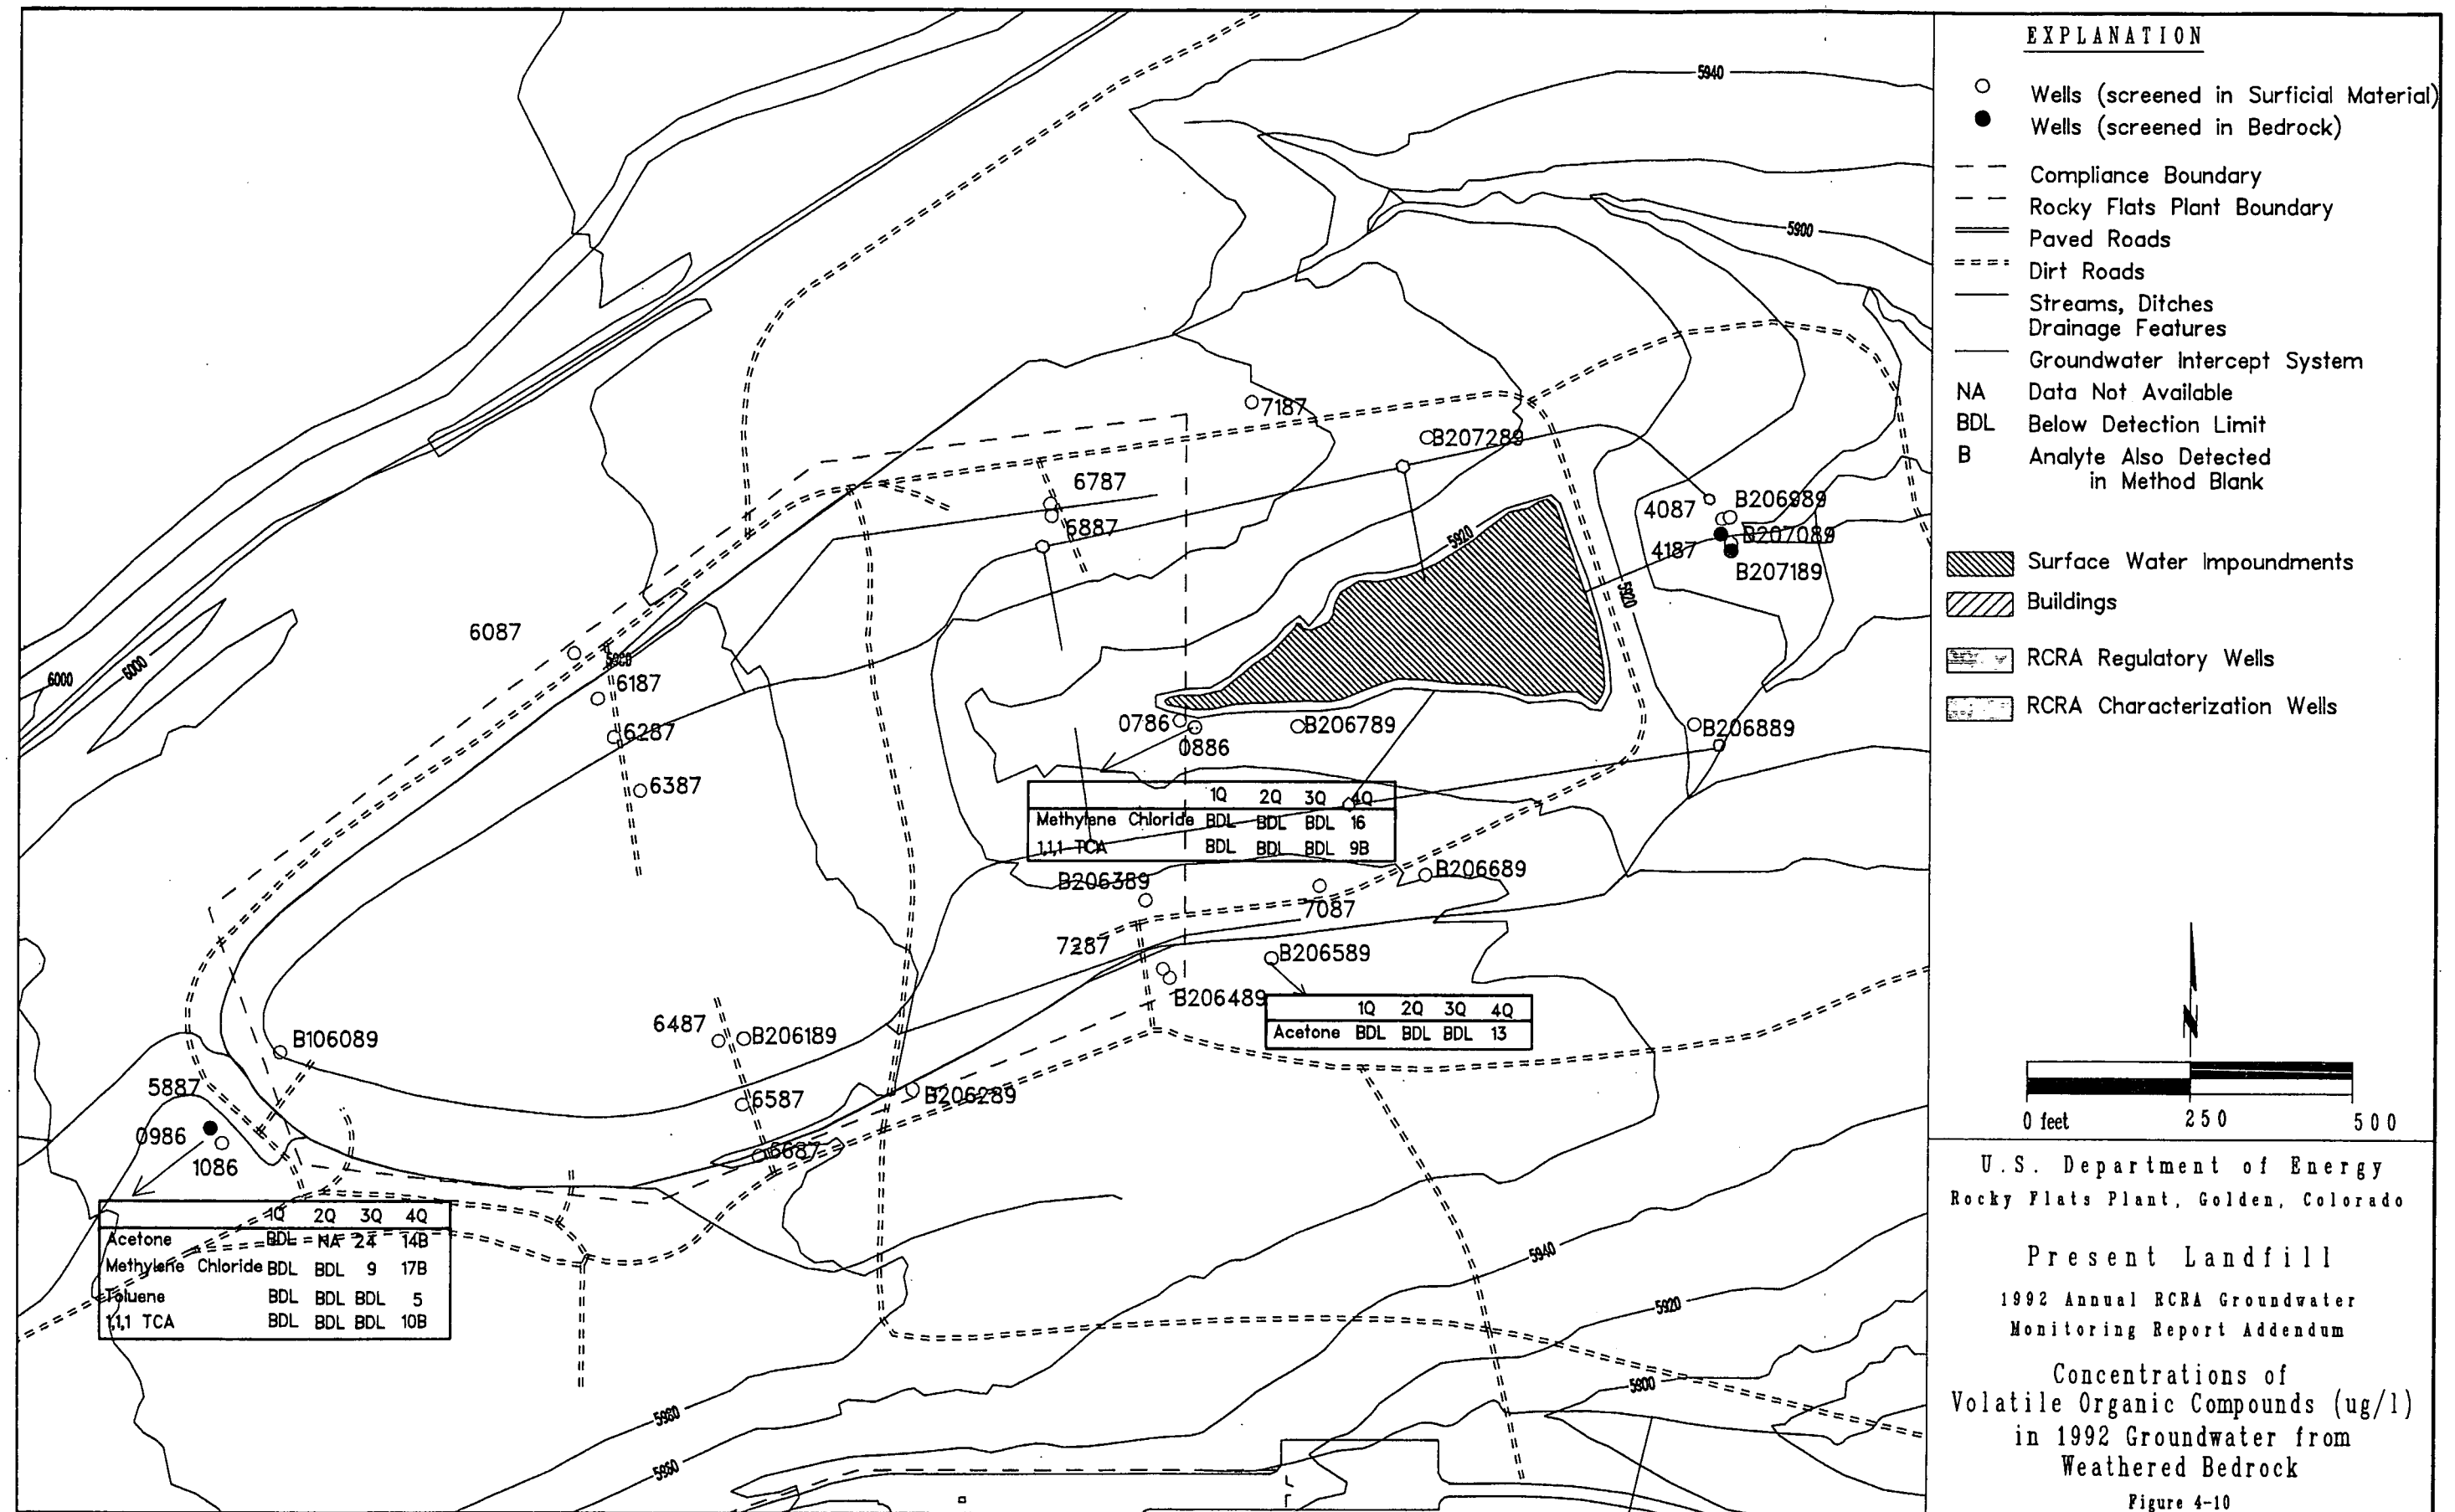 EXPLANATION
Wells (screened in Surficial Material)
Wells (screened in Bedrock)
Compliance Boundary
Rocky Flats Plant Boundary
Paved Roads
Dirt Roads
Streams, Ditches
Drainage Features
Groundwater Intercept System
NA Data Not Available
BDL Below Detection Limit
B Analyte Also Detected
in Method Blank
Surface Water Impoundments
Buildings
RCRA Regulatory Wells
RCRA Characterization Wells
N
0 feet 250 500
U.S. Department of Energy
Rocky Flats Plant, Golden, Colorado
Present Landfill
1992 Annual RCRA Groundwater
Monitoring Report Addendum
Concentrations of
Volatile Organic Compounds (ug/l)
in 1992 Groundwater from
Weathered Bedrock
Figure 4-10
5940
5900
7187
B207289
6787
6887
5920
4087
B206989
B207089
4187
B207189
5920
6087
5980
6187
6000
6000
6287
6387
0786
0886
B206789
B206889
1Q 2Q 3Q 4Q
Methylene Chloride BDL BDL BDL 16
1,1,1 TCA BDL BDL BDL 9B
B206389
B206689
7087
7287
B206589
B206489
1Q 2Q 3Q 4Q
Acetone BDL BDL BDL 13
6487
B206189
B106089
5887
6587
B206289
0986
1086
6687
1Q 2Q 3Q 4Q
Acetone BDL NA 24 14B
Methylene Chloride BDL BDL 9 17B
Toluene BDL BDL BDL 5
1,1,1 TCA BDL BDL BDL 10B
5940
5920
5900
5980
5960